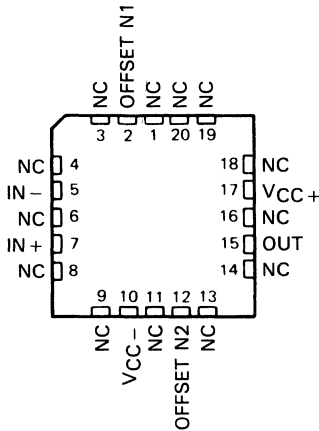 NC
OFFSET N1
NC
NC
NC
3 2 1 20 19
NC 4
IN− 5
NC 6
IN+ 7
NC 8
18 NC
17 VCC+
16 NC
15 OUT
14 NC
9 10 11 12 13
NC
VCC−
NC
OFFSET N2
NC